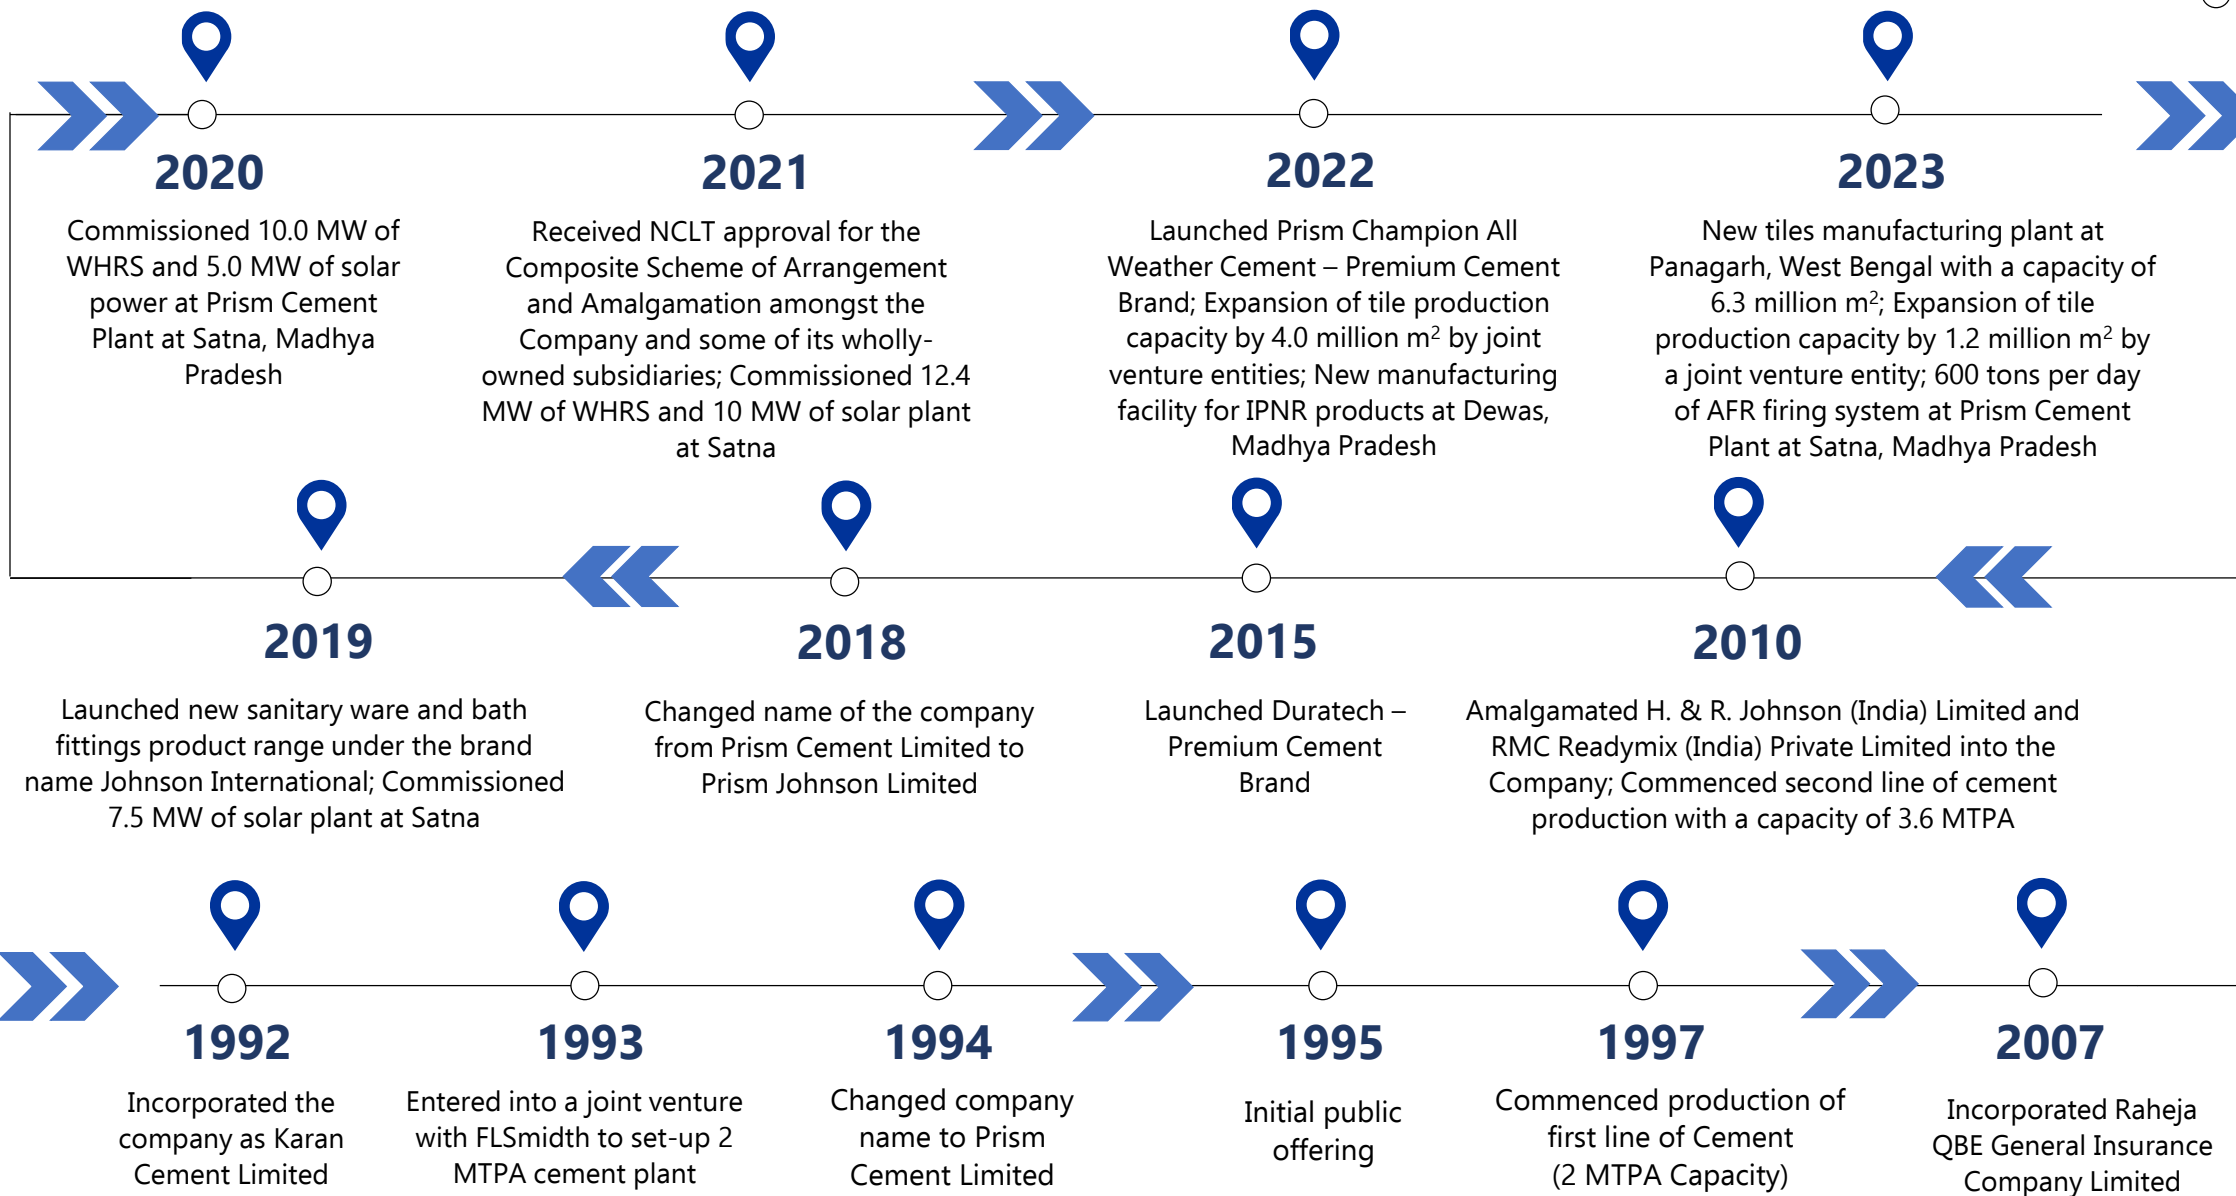 2020
Commissioned 10.0 MW of
WHRS and 5.0 MW of solar
power at Prism Cement
Plant at Satna, Madhya
Pradesh
2021
Received NCLT approval for the
Composite Scheme of Arrangement
and Amalgamation amongst the
Company and some of its wholly-
owned subsidiaries; Commissioned 12.4
MW of WHRS and 10 MW of solar plant
at Satna
2022
Launched Prism Champion All
Weather Cement – Premium Cement
Brand; Expansion of tile production
capacity by 4.0 million m² by joint
venture entities; New manufacturing
facility for IPNR products at Dewas,
Madhya Pradesh
2023
New tiles manufacturing plant at
Panagarh, West Bengal with a capacity of
6.3 million m²; Expansion of tile
production capacity by 1.2 million m² by
a joint venture entity; 600 tons per day
of AFR firing system at Prism Cement
Plant at Satna, Madhya Pradesh
2019
Launched new sanitary ware and bath
fittings product range under the brand
name Johnson International; Commissioned
7.5 MW of solar plant at Satna
2018
Changed name of the company
from Prism Cement Limited to
Prism Johnson Limited
2015
Launched Duratech –
Premium Cement
Brand
2010
Amalgamated H. & R. Johnson (India) Limited and
RMC Readymix (India) Private Limited into the
Company; Commenced second line of cement
production with a capacity of 3.6 MTPA
1992
Incorporated the
company as Karan
Cement Limited
1993
Entered into a joint venture
with FLSmidth to set-up 2
MTPA cement plant
1994
Changed company
name to Prism
Cement Limited
1995
Initial public
offering
1997
Commenced production of
first line of Cement
(2 MTPA Capacity)
2007
Incorporated Raheja
QBE General Insurance
Company Limited